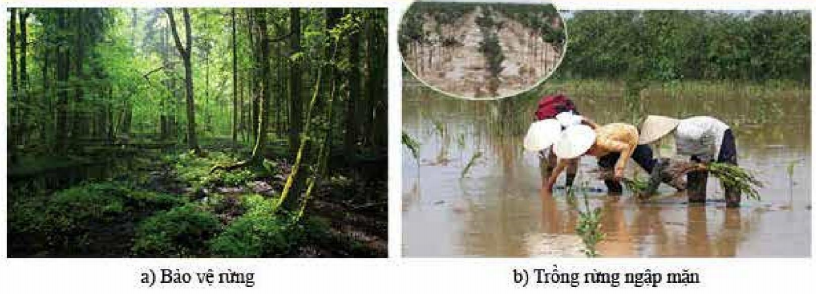 a) Bảo vệ rừng
b) Trồng rừng ngập mặn